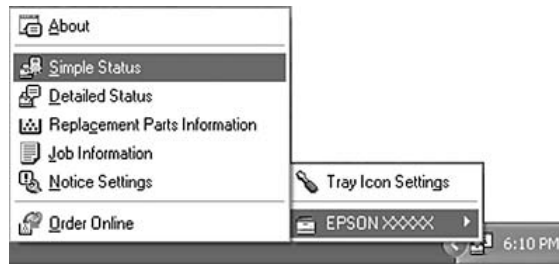 About
Simple Status
Detailed Status
Replacement Parts Information
Job Information
Notice Settings
Order Online
Tray Icon Settings
EPSON XXXXX
6:10 PM